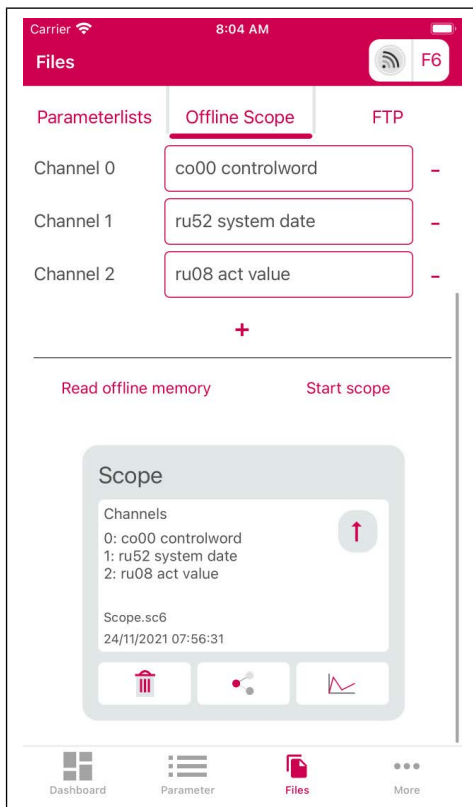 Carrier 8:04 AM
Files F6
Parameterlists Offline Scope FTP
Channel 0 co00 controlword -
Channel 1 ru52 system date -
Channel 2 ru08 act value -
+
Read offline memory Start scope
Scope
Channels
0: co00 controlword
1: ru52 system date
2: ru08 act value
Scope.sc6
24/11/2021 07:56:31
Dashboard Parameter Files More